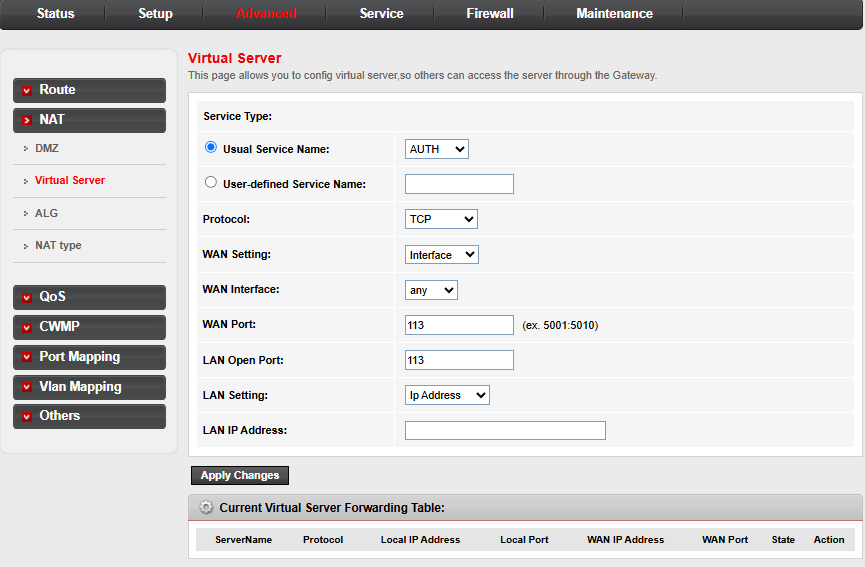 Status Setup Advanced Service Firewall Maintenance
Route
NAT
DMZ
Virtual Server
ALG
NAT type
QoS
CWMP
Port Mapping
Vlan Mapping
Others
Virtual Server
This page allows you to config virtual server,so others can access the server through the Gateway.
Service Type:
Usual Service Name: AUTH
User-defined Service Name:
Protocol: TCP
WAN Setting: Interface
WAN Interface: any
WAN Port: 113 (ex. 5001:5010)
LAN Open Port: 113
LAN Setting: Ip Address
LAN IP Address:
Apply Changes
Current Virtual Server Forwarding Table:
ServerName Protocol Local IP Address Local Port WAN IP Address WAN Port State Action